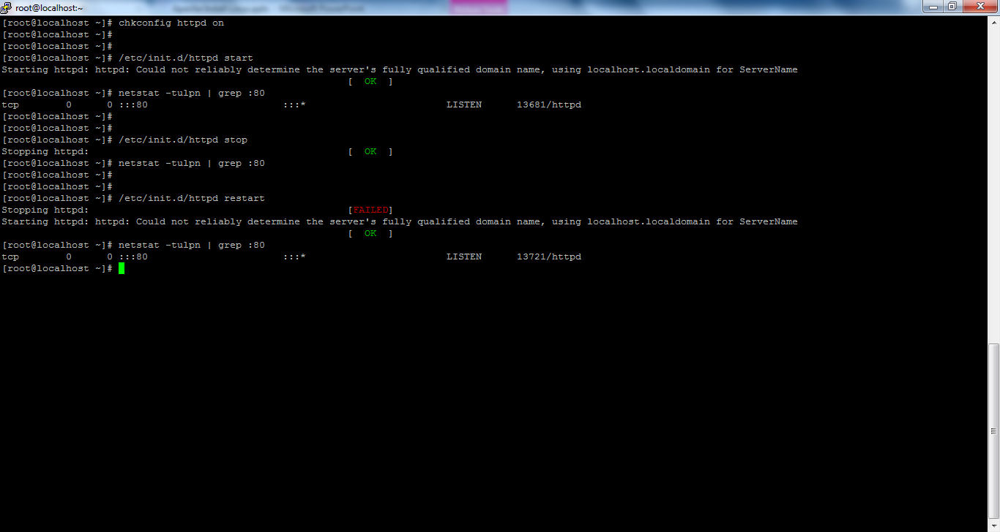 root@localhost:~
[root@localhost ~]# chkconfig httpd on
[root@localhost ~]#
[root@localhost ~]#
[root@localhost ~]# /etc/init.d/httpd start
Starting httpd: httpd: Could not reliably determine the server's fully qualified domain name, using localhost.localdomain for ServerName
[  OK  ]
[root@localhost ~]# netstat -tulpn | grep :80
tcp        0      0 :::80                       :::*                        LISTEN      13681/httpd
[root@localhost ~]#
[root@localhost ~]#
[root@localhost ~]# /etc/init.d/httpd stop
Stopping httpd:                                            [  OK  ]
[root@localhost ~]# netstat -tulpn | grep :80
[root@localhost ~]#
[root@localhost ~]#
[root@localhost ~]# /etc/init.d/httpd restart
Stopping httpd:                                            [FAILED]
Starting httpd: httpd: Could not reliably determine the server's fully qualified domain name, using localhost.localdomain for ServerName
[  OK  ]
[root@localhost ~]# netstat -tulpn | grep :80
tcp        0      0 :::80                       :::*                        LISTEN      13721/httpd
[root@localhost ~]#